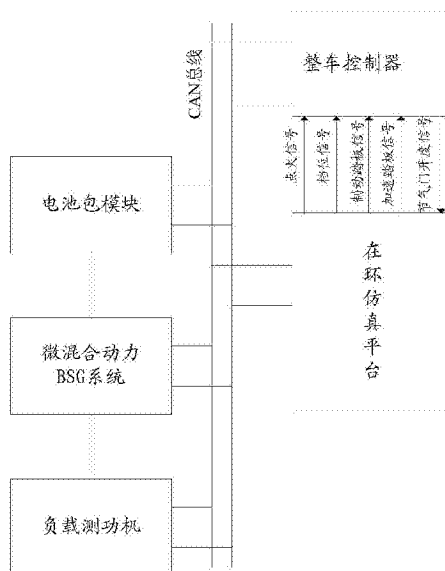 CAN总线
整车控制器
点火信号
档位信号
制动踏板信号
加速踏板信号
节气门开度信号
电池包模块
在环仿真平台
微混合动力
BSG系统
负载测功机